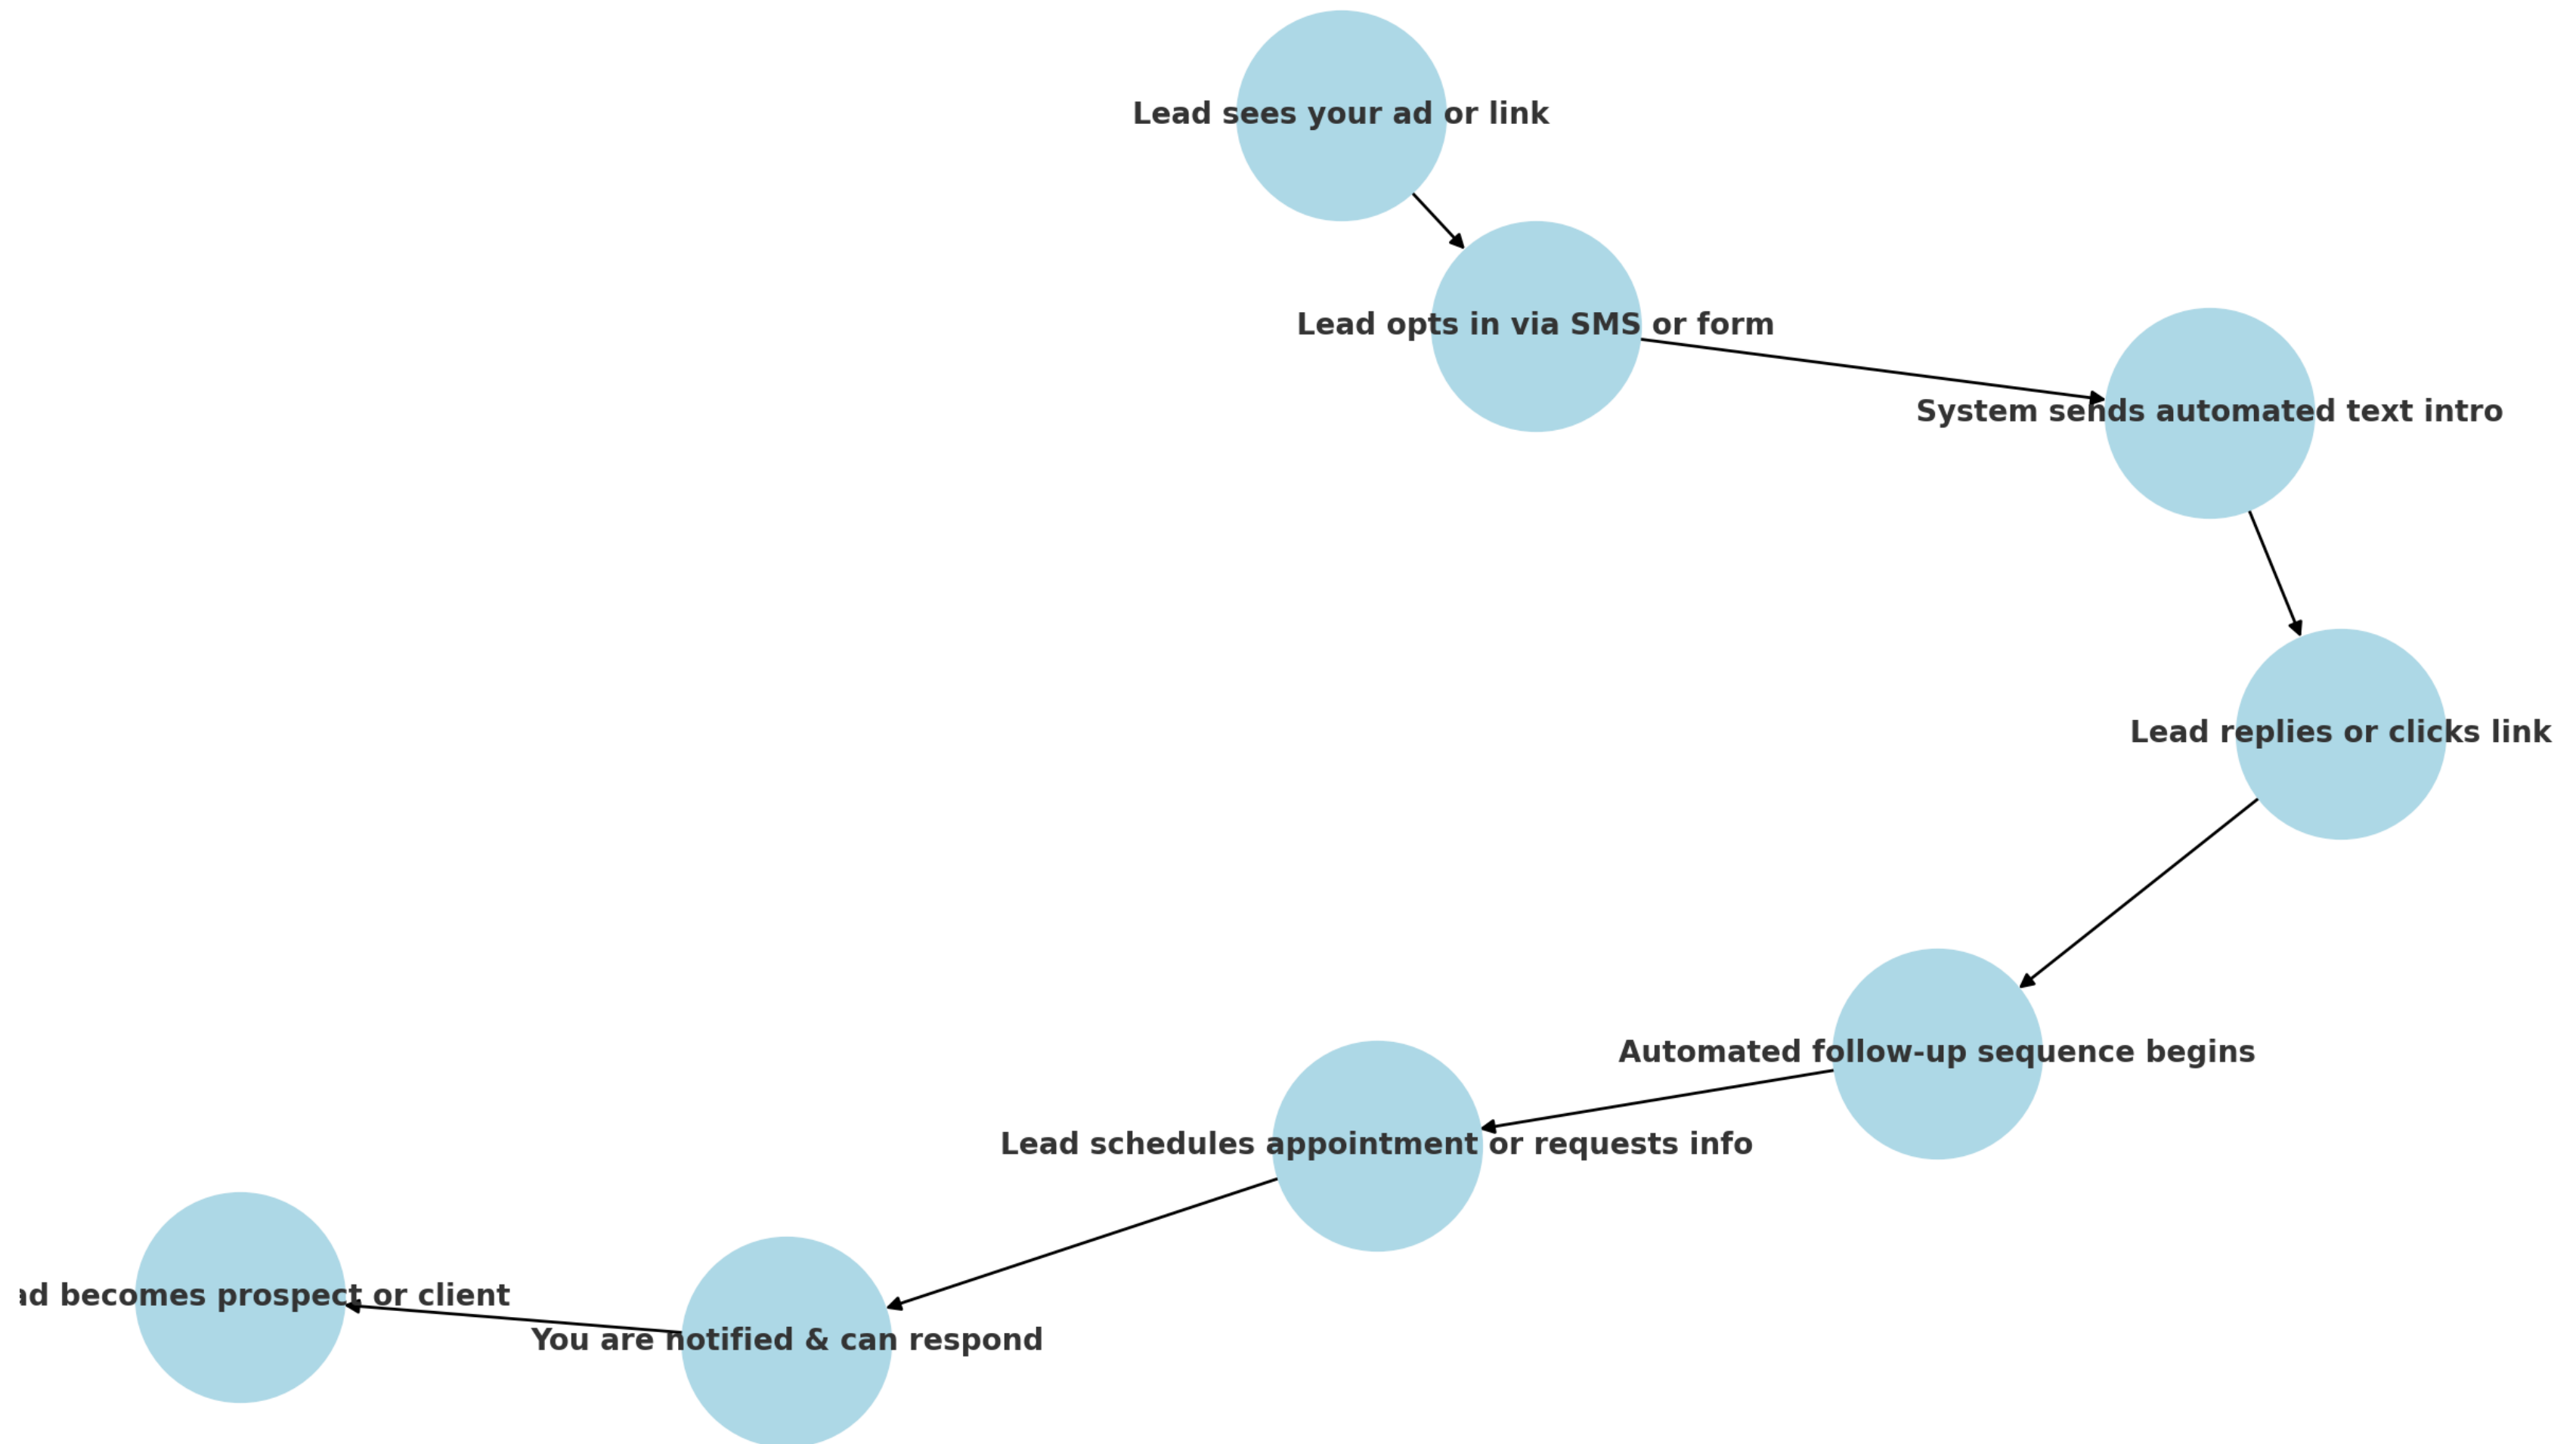 Lead sees your ad or link
Lead opts in via SMS or form
System sends automated text intro
Lead replies or clicks link
Automated follow-up sequence begins
Lead schedules appointment or requests info
You are notified & can respond
ad becomes prospect or client